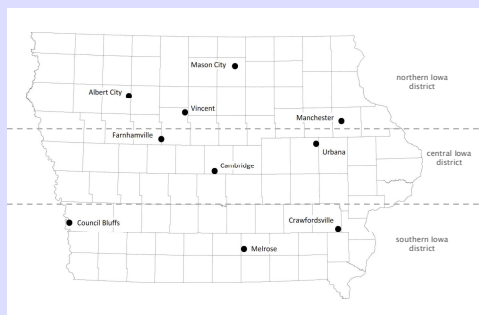 Mason City
northern Iowa
district
Albert City
Vincent
Manchester
Farnhamville
Urbana
central Iowa
district
Cambridge
Council Bluffs
Crawfordsville
southern Iowa
district
Melrose